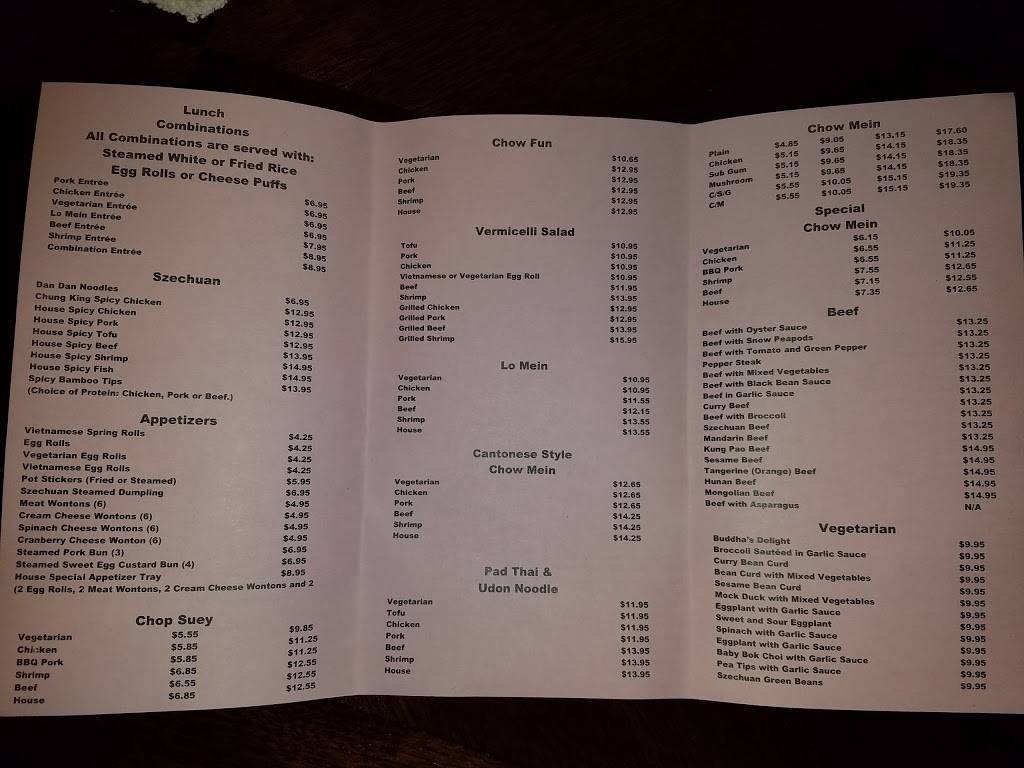 Lunch
Combinations
All Combinations are served with:
Steamed White or Fried Rice
Egg Rolls or Cheese Puffs
Pork Entrée $6.95
Chicken Entrée $6.95
Vegetarian Entrée $6.95
Lo Mein Entrée $6.95
Beef Entrée $7.95
Shrimp Entrée $8.95
Combination Entrée $8.95
Szechuan
Dan Dan Noodles $6.95
Chung King Spicy Chicken $12.95
House Spicy Chicken $12.95
House Spicy Pork $12.95
House Spicy Tofu $12.95
House Spicy Beef $13.95
House Spicy Shrimp $14.95
House Spicy Fish $14.95
Spicy Bamboo Tips $13.95
(Choice of Protein: Chicken, Pork or Beef.)
Appetizers
Vietnamese Spring Rolls $4.25
Egg Rolls $4.25
Vegetarian Egg Rolls $4.25
Vietnamese Egg Rolls $4.25
Pot Stickers (Fried or Steamed) $5.95
Szechuan Steamed Dumpling $6.95
Meat Wontons (6) $4.95
Cream Cheese Wontons (6) $4.95
Spinach Cheese Wontons (6) $4.95
Cranberry Cheese Wonton (6) $4.95
Steamed Pork Bun (3) $6.95
Steamed Sweet Egg Custard Bun (4) $6.95
House Special Appetizer Tray $8.95
(2 Egg Rolls, 2 Meat Wontons, 2 Cream Cheese Wontons and 2
Chop Suey
Vegetarian $5.55 $9.85
Chicken $5.85 $11.25
BBQ Pork $5.85 $11.25
Shrimp $6.85 $12.55
Beef $6.55 $12.55
House $6.85 $12.55
Chow Fun
Vegetarian $10.65
Chicken $12.95
Pork $12.95
Beef $12.95
Shrimp $12.95
House $12.95
Vermicelli Salad
Tofu $10.95
Pork $10.95
Chicken $10.95
Vietnamese or Vegetarian Egg Roll $10.95
Beef $11.95
Shrimp $13.95
Grilled Chicken $12.95
Grilled Pork $12.95
Grilled Beef $13.95
Grilled Shrimp $15.95
Lo Mein
Vegetarian $10.95
Chicken $10.95
Pork $11.55
Beef $12.15
Shrimp $13.55
House $13.55
Cantonese Style
Chow Mein
Vegetarian $12.65
Chicken $12.65
Pork $12.65
Beef $14.25
Shrimp $14.25
House $14.25
Pad Thai &
Udon Noodle
Vegetarian $11.95
Tofu $11.95
Chicken $11.95
Pork $11.95
Beef $13.95
Shrimp $13.95
House $13.95
Chow Mein
Plain $4.85 $9.05 $13.15 $17.60
Chicken $5.15 $9.65 $14.15 $18.35
Sub Gum $5.15 $9.65 $14.15 $18.35
Mushroom $5.15 $9.65 $14.15 $18.35
C/S/G $5.55 $10.05 $15.15 $19.35
C/M $5.55 $10.05 $15.15 $19.35
Special
Chow Mein
Vegetarian $6.15 $10.05
Chicken $6.55 $11.25
BBQ Pork $6.55 $11.25
Shrimp $7.55 $12.65
Beef $7.15 $12.55
House $7.35 $12.65
Beef
Beef with Oyster Sauce $13.25
Beef with Snow Peapods $13.25
Beef with Tomato and Green Pepper $13.25
Pepper Steak $13.25
Beef with Mixed Vegetables $13.25
Beef with Black Bean Sauce $13.25
Beef in Garlic Sauce $13.25
Curry Beef $13.25
Beef with Broccoli $13.25
Szechuan Beef $13.25
Mandarin Beef $13.25
Kung Pao Beef $14.95
Sesame Beef $14.95
Tangerine (Orange) Beef $14.95
Hunan Beef $14.95
Mongolian Beef $14.95
Beef with Asparagus N/A
Vegetarian
Buddha's Delight $9.95
Broccoli Sautéed in Garlic Sauce $9.95
Curry Bean Curd $9.95
Bean Curd with Mixed Vegetables $9.95
Sesame Bean Curd $9.95
Mock Duck with Mixed Vegetables $9.95
Eggplant with Garlic Sauce $9.95
Sweet and Sour Eggplant $9.95
Spinach with Garlic Sauce $9.95
Eggplant with Garlic Sauce $9.95
Baby Bok Choi with Garlic Sauce $9.95
Pea Tips with Garlic Sauce $9.95
Szechuan Green Beans $9.95